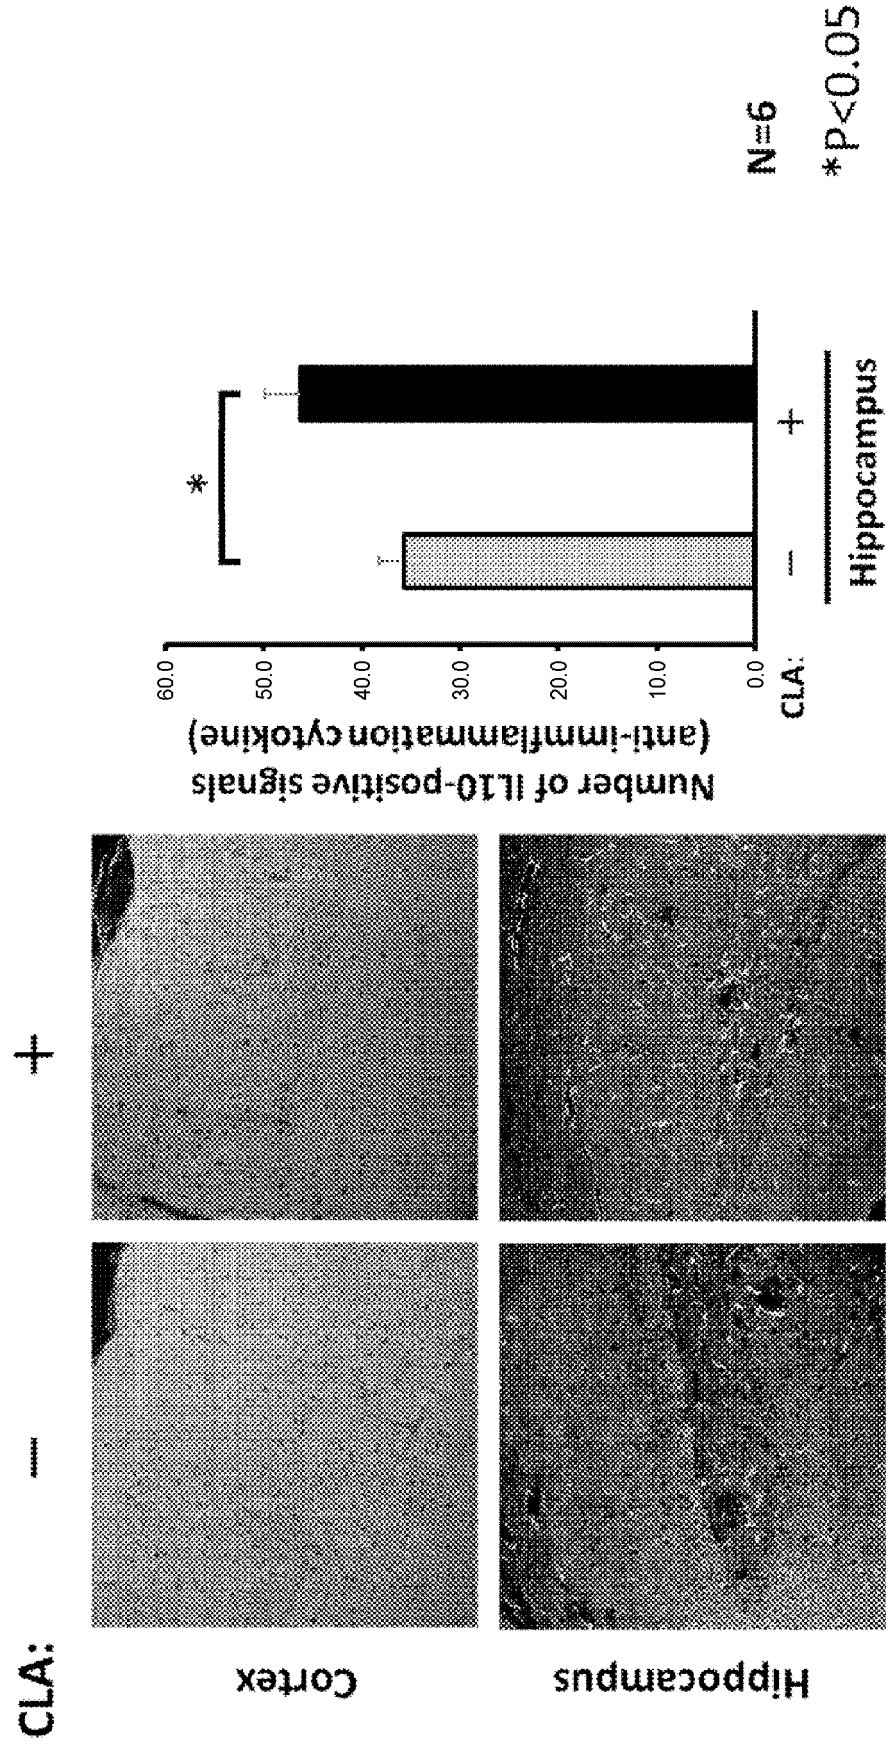 CLA:
−
+
Cortex
Hippocampus
Number of IL10-positive signals
(anti-immflammation cytokine)
60.0
50.0
40.0
30.0
20.0
10.0
0.0
*
CLA:
−
+
Hippocampus
N=6
*P<0.05